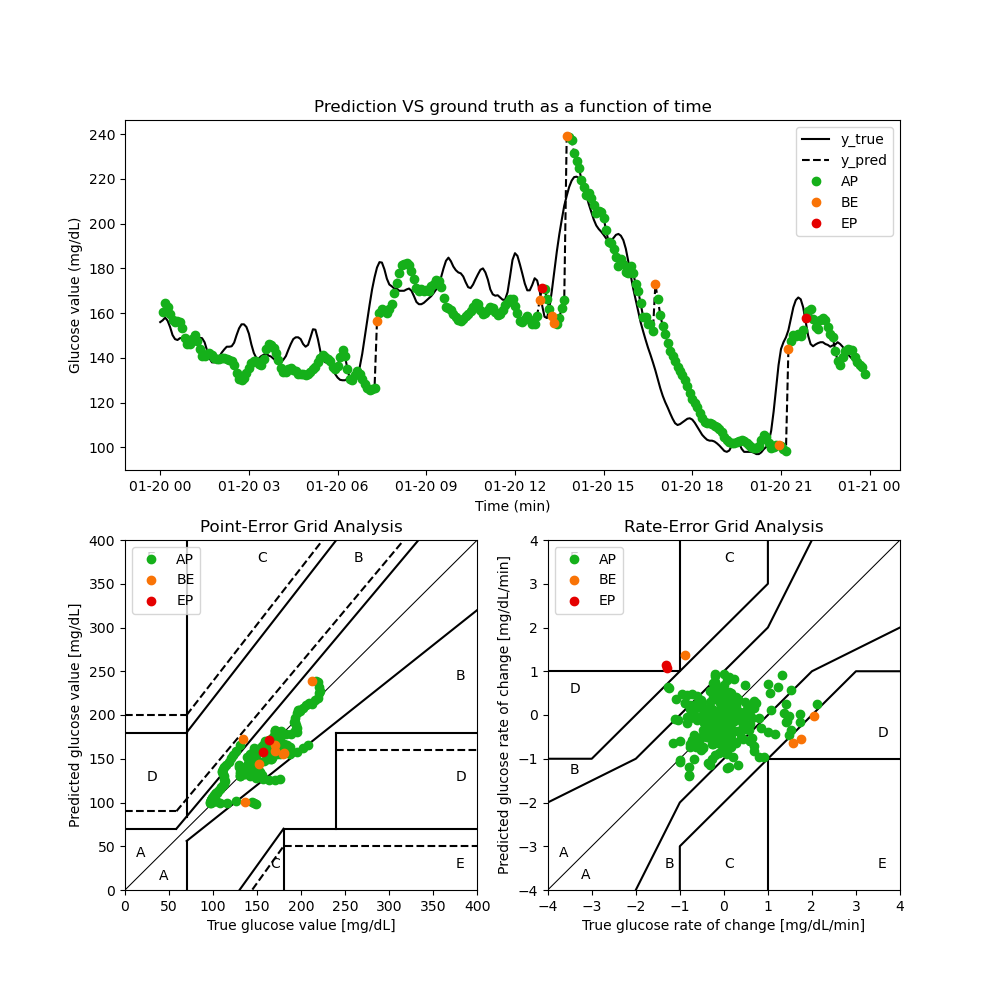 Prediction VS ground truth as a function of time
Glucose value (mg/dL)
240
220
200
180
160
140
120
100
y_true
y_pred
AP
BE
EP
01-20 00 01-20 03 01-20 06 01-20 09 01-20 12 01-20 15 01-20 18 01-20 21 01-21 00
Time (min)
Point-Error Grid Analysis
Predicted glucose value [mg/dL]
400
350
300
250
200
150
100
50
0
AP
BE
EP
C
B
B
D
D
A
A
C
E
0 50 100 150 200 250 300 350 400
True glucose value [mg/dL]
Rate-Error Grid Analysis
Predicted glucose rate of change [mg/dL/min]
4
3
2
1
0
−1
−2
−3
−4
AP
BE
EP
C
D
D
B
A
A
B
C
E
−4 −3 −2 −1 0 1 2 3 4
True glucose rate of change [mg/dL/min]